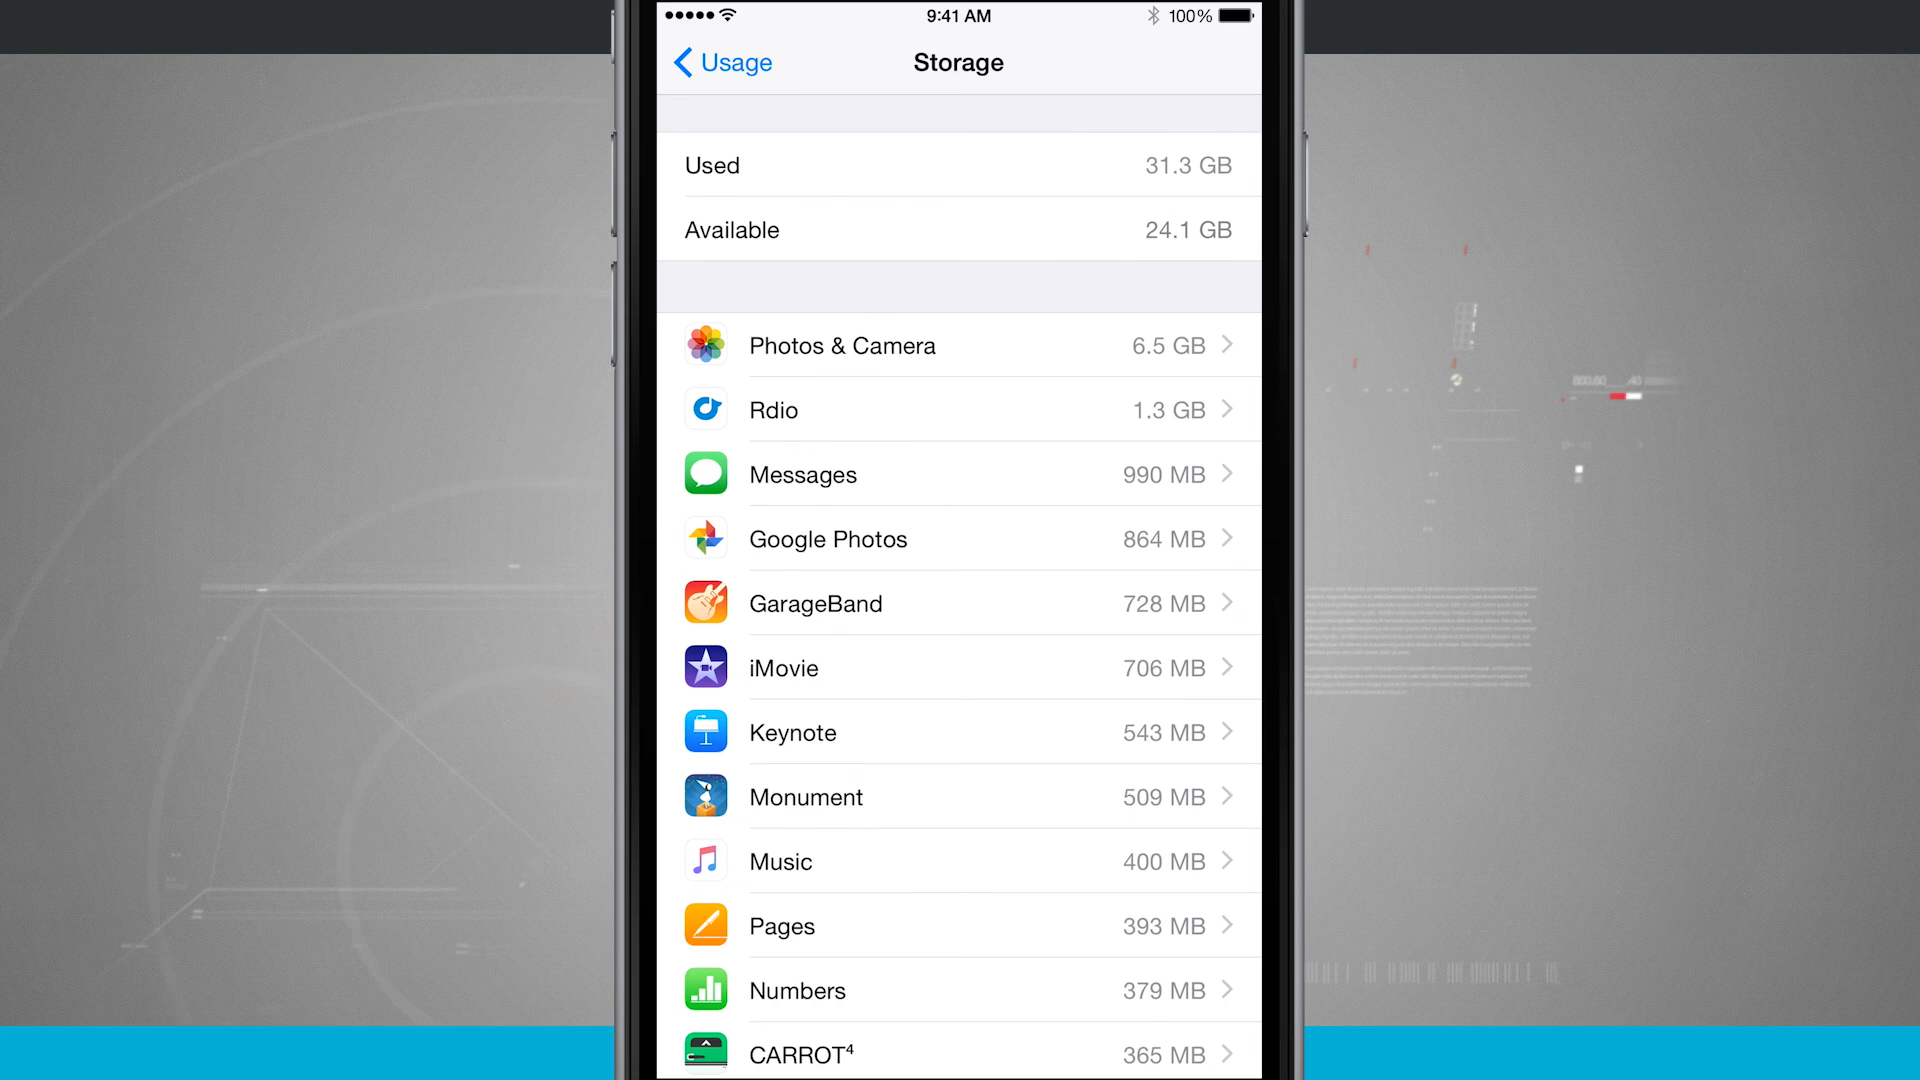 9:41 AM
100%
Usage
Storage
Used 31.3 GB
Available 24.1 GB
Photos & Camera 6.5 GB
Rdio 1.3 GB
Messages 990 MB
Google Photos 864 MB
GarageBand 728 MB
iMovie 706 MB
Keynote 543 MB
Monument 509 MB
Music 400 MB
Pages 393 MB
Numbers 379 MB
CARROT⁴ 365 MB